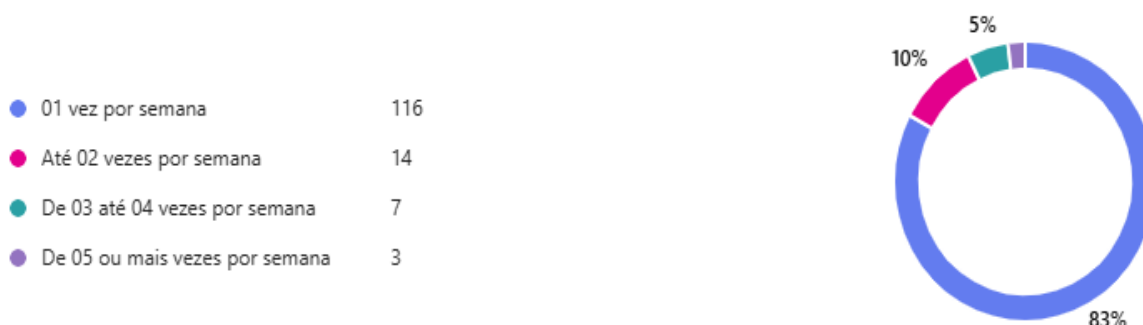 5%
10%
01 vez por semana 116
Até 02 vezes por semana 14
De 03 até 04 vezes por semana 7
De 05 ou mais vezes por semana 3
83%